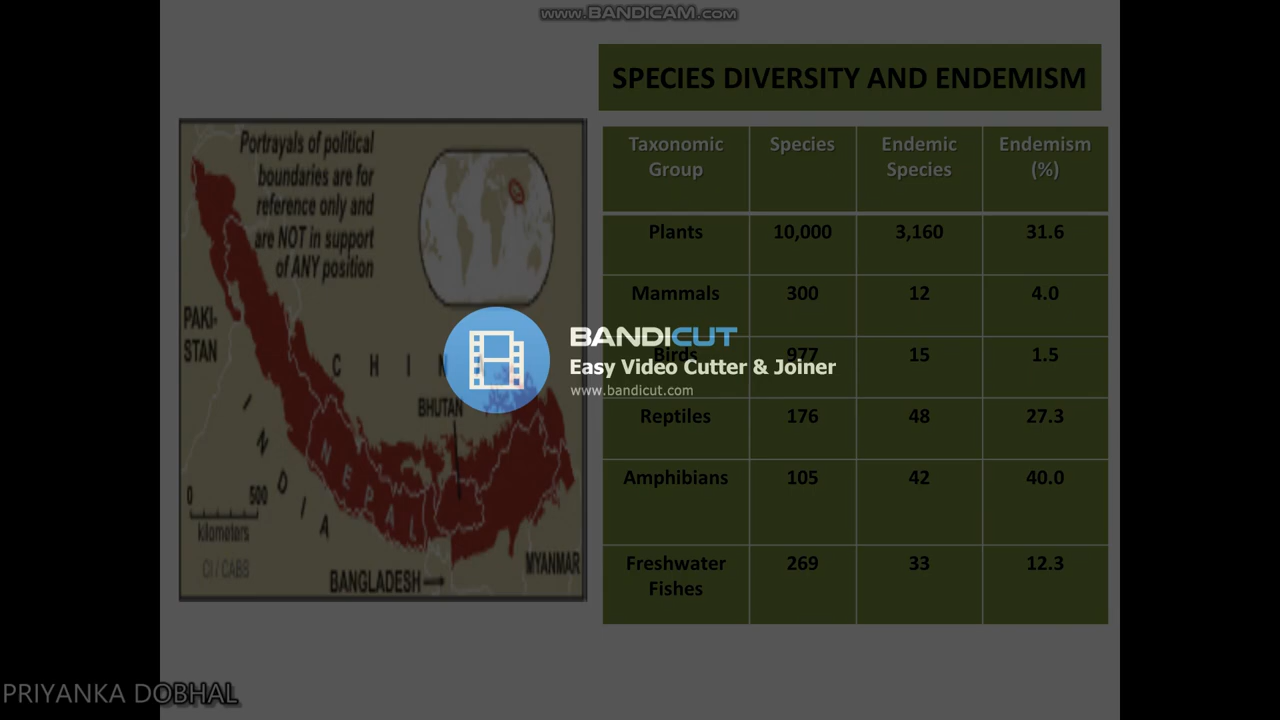 WWW.BANDICAM.COM
SPECIES DIVERSITY AND ENDEMISM
Portrayals of political
boundaries are for
reference only and
are NOT in support
of ANY position
PAKI-
STAN
C H I N
BHUTAN
INDIA
NEPAL
0 500
kilometers
CI / CABS
BANGLADESH
MYANMAR
Taxonomic Group Species Endemic Species Endemism (%)
Plants 10,000 3,160 31.6
Mammals 300 12 4.0
Birds 977 15 1.5
Reptiles 176 48 27.3
Amphibians 105 42 40.0
Freshwater Fishes 269 33 12.3
BANDICUT
Easy Video Cutter & Joiner
www.bandicut.com
PRIYANKA DOBHAL